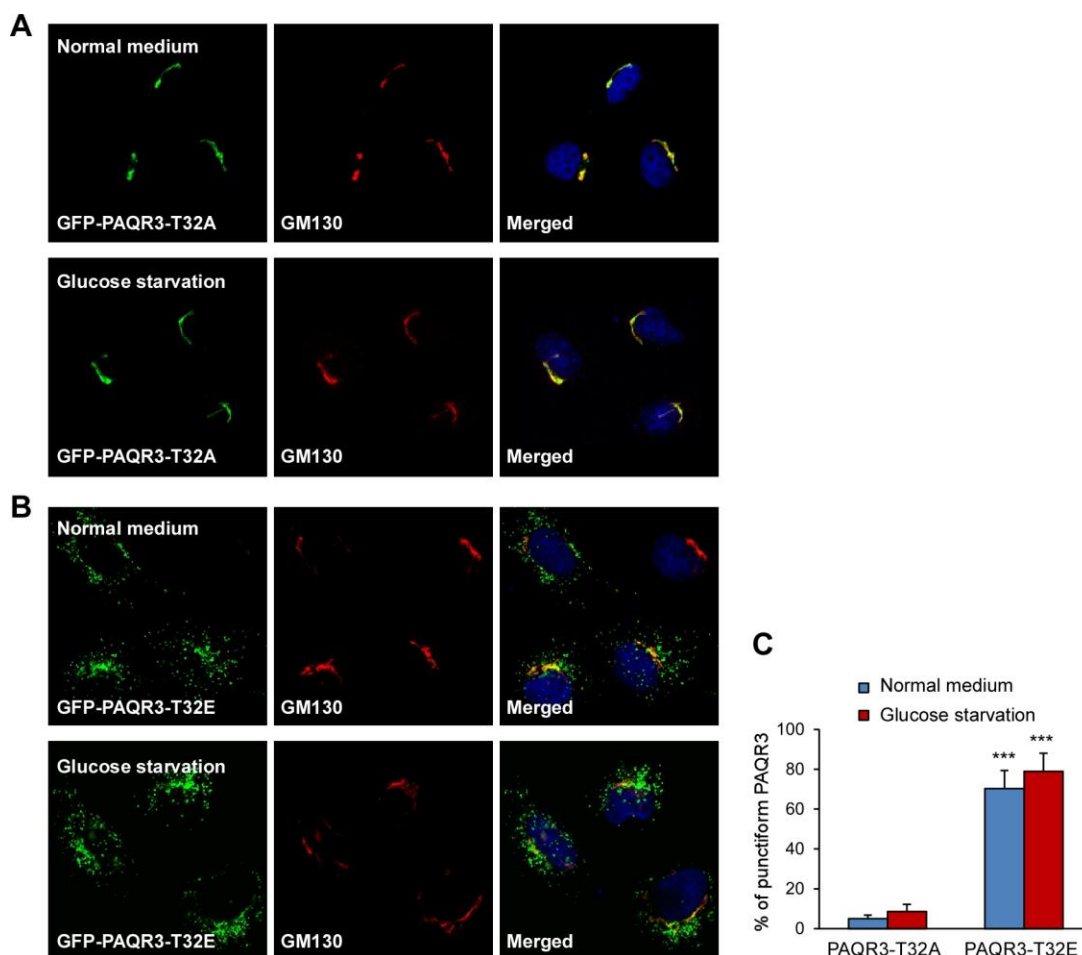 A
Normal medium
GFP-PAQR3-T32A
GM130
Merged
Glucose starvation
GFP-PAQR3-T32A
GM130
Merged
B
Normal medium
GFP-PAQR3-T32E
GM130
Merged
Glucose starvation
GFP-PAQR3-T32E
GM130
Merged
C
Normal medium
Glucose starvation
% of punctiform PAQR3
100
80
60
40
20
0
***
***
PAQR3-T32A
PAQR3-T32E